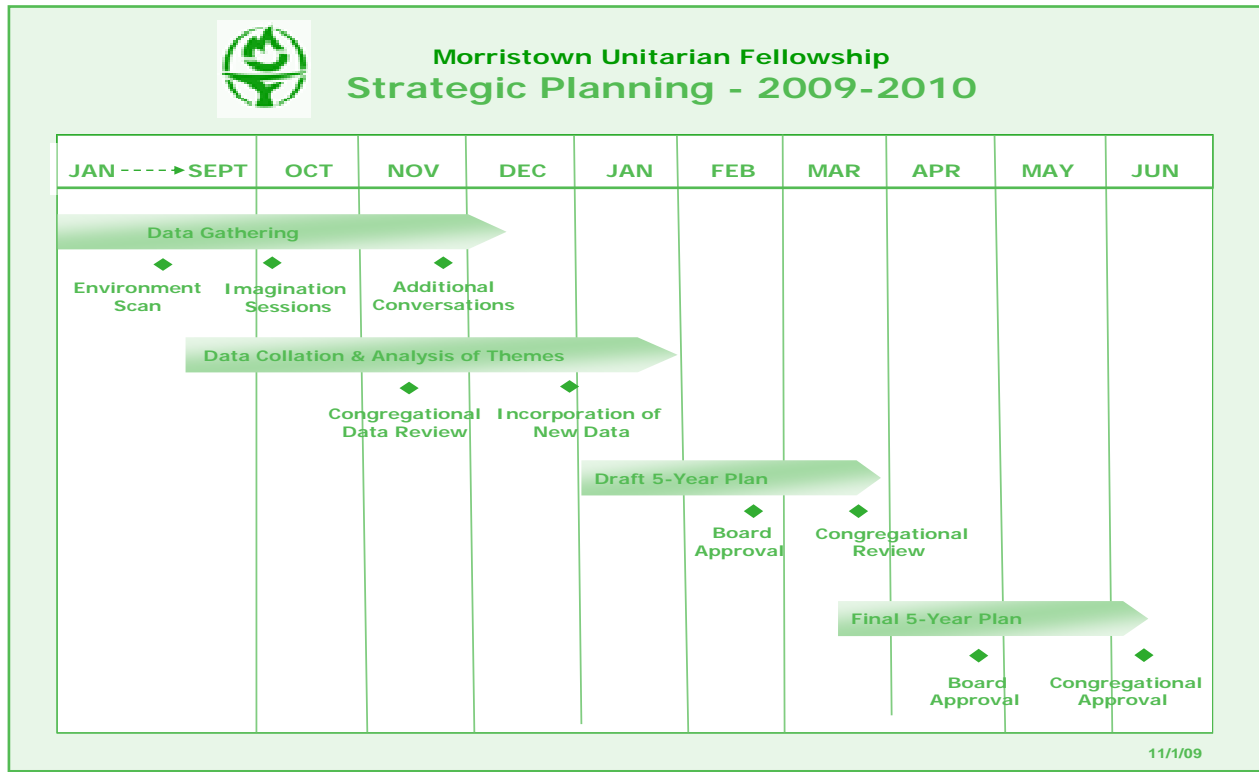 Morristown Unitarian Fellowship
Strategic Planning - 2009-2010
JAN SEPT OCT NOV DEC JAN FEB MAR APR MAY JUN
Data Gathering
Environment
Scan
Imagination
Sessions
Additional
Conversations
Data Collation & Analysis of Themes
Congregational
Data Review
Incorporation of
New Data
Draft 5-Year Plan
Board
Approval
Congregational
Review
Final 5-Year Plan
Board
Approval
Congregational
Approval
11/1/09